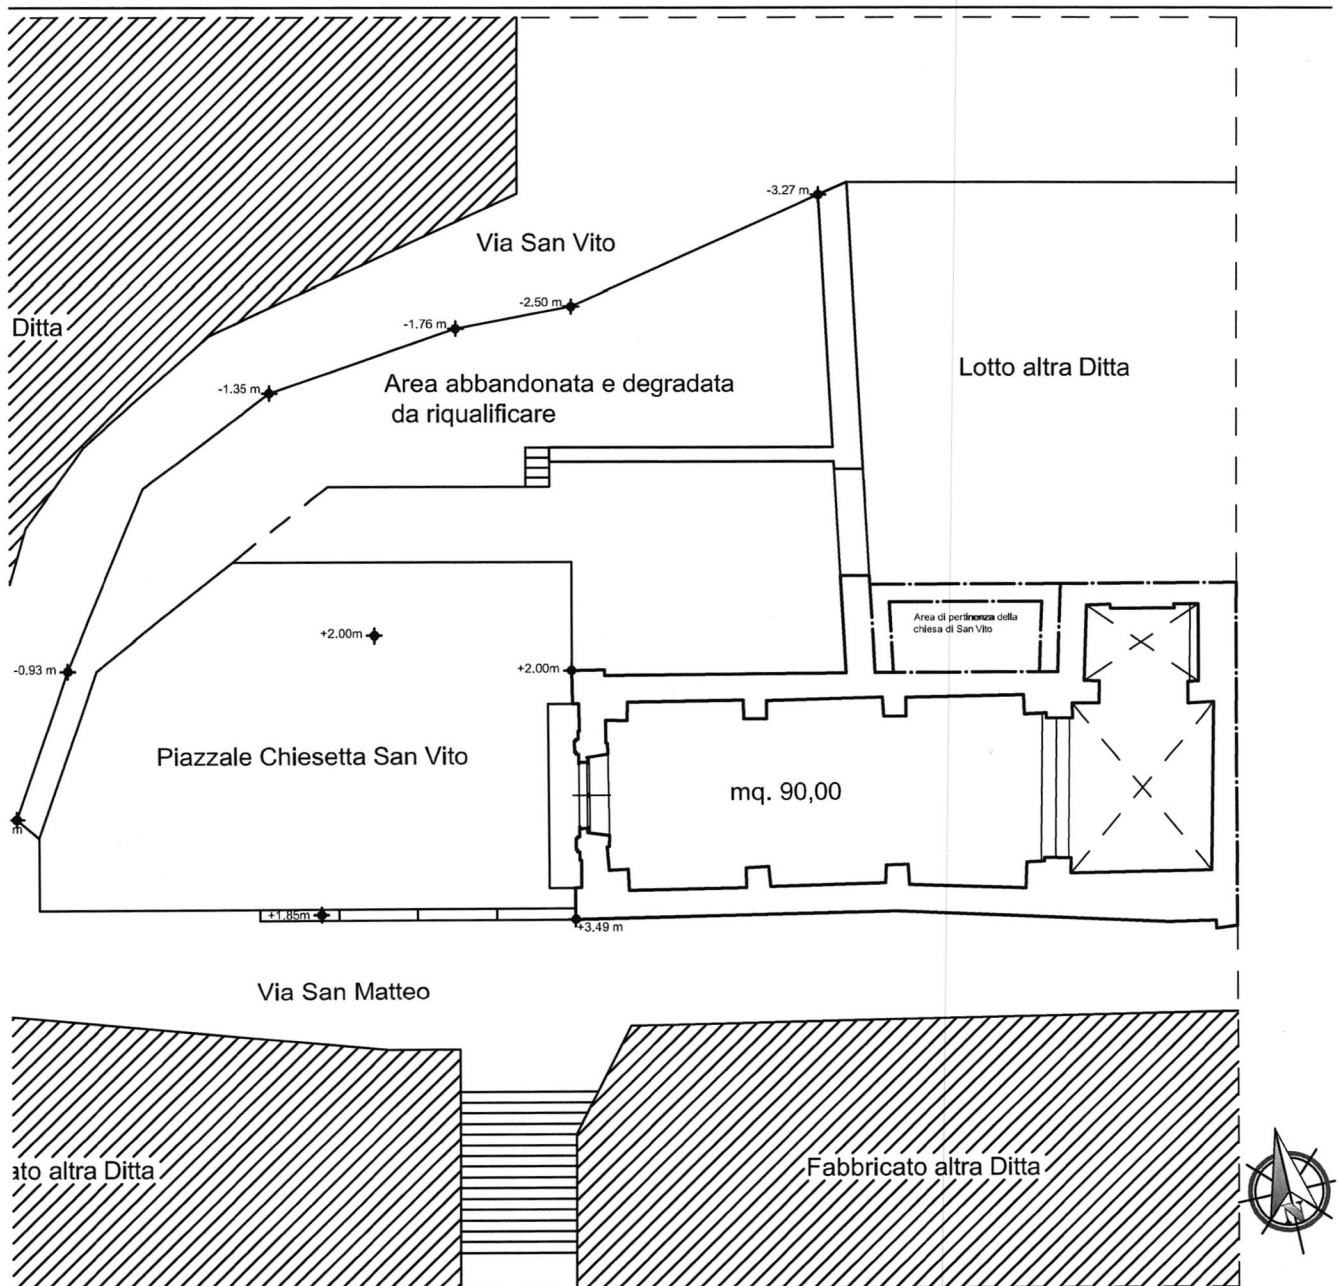 -3.27 m
Via San Vito
-2.50 m
-1.76 m
Ditta
Lotto altra Ditta
-1.35 m
Area abbandonata e degradata
da riqualificare
Area di pertinenza della
chiesa di San Vito
+2.00m
-0.93 m
+2.00m
Piazzale Chiesetta San Vito
mq. 90,00
m
+1.85m
+3.49 m
Via San Matteo
ato altra Ditta
Fabbricato altra Ditta
N